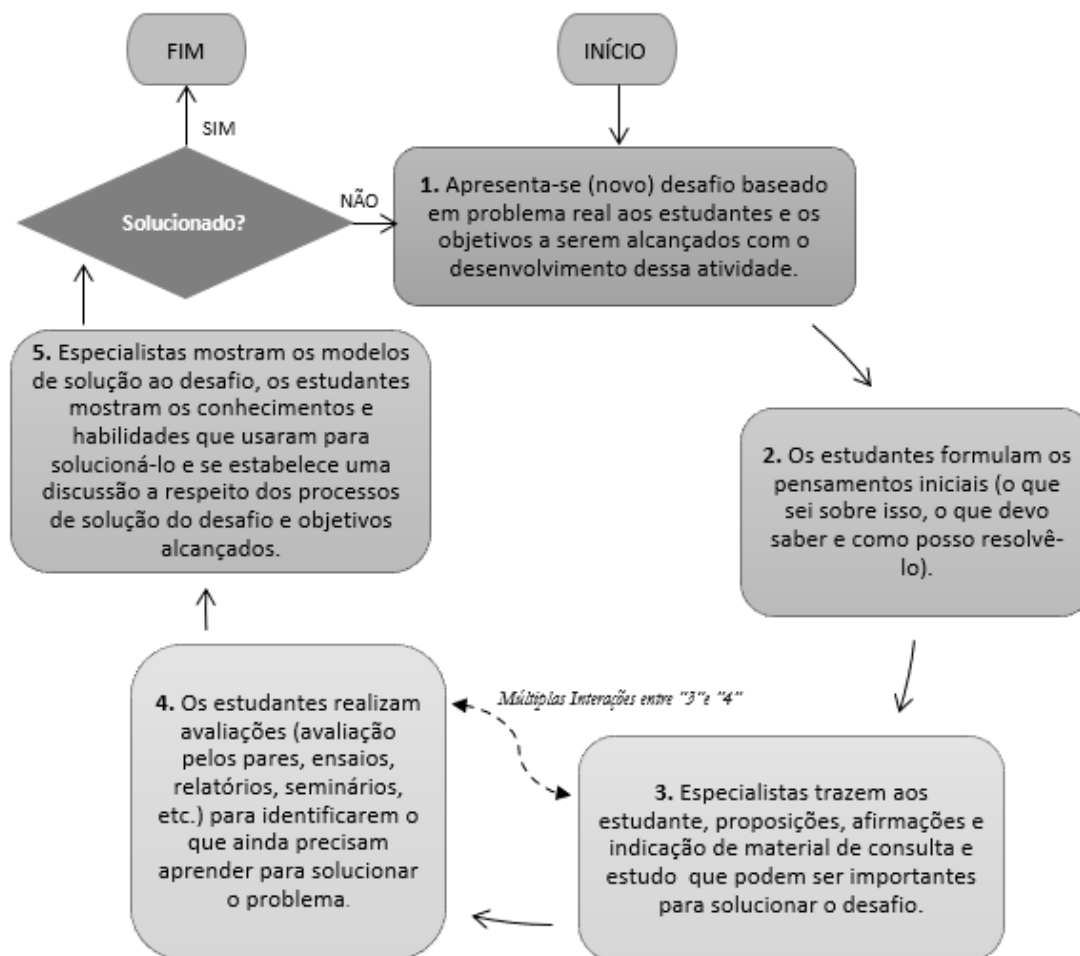 FIM
INÍCIO
SIM
Solucionado?
NÃO
1. Apresenta-se (novo) desafio baseado
em problema real aos estudantes e os
objetivos a serem alcançados com o
desenvolvimento dessa atividade.
2. Os estudantes formulam os
pensamentos iniciais (o que
sei sobre isso, o que devo
saber e como posso resolvê-
lo).
3. Especialistas trazem aos
estudante, proposições, afirmações e
indicação de material de consulta e
estudo que podem ser importantes
para solucionar o desafio.
Múltiplas Interações entre "3"e "4"
4. Os estudantes realizam
avaliações (avaliação
pelos pares, ensaios,
relatórios, seminários,
etc.) para identificarem o
que ainda precisam
aprender para solucionar
o problema.
5. Especialistas mostram os modelos
de solução ao desafio, os estudantes
mostram os conhecimentos e
habilidades que usaram para
solucioná-lo e se estabelece uma
discussão a respeito dos processos
de solução do desafio e objetivos
alcançados.